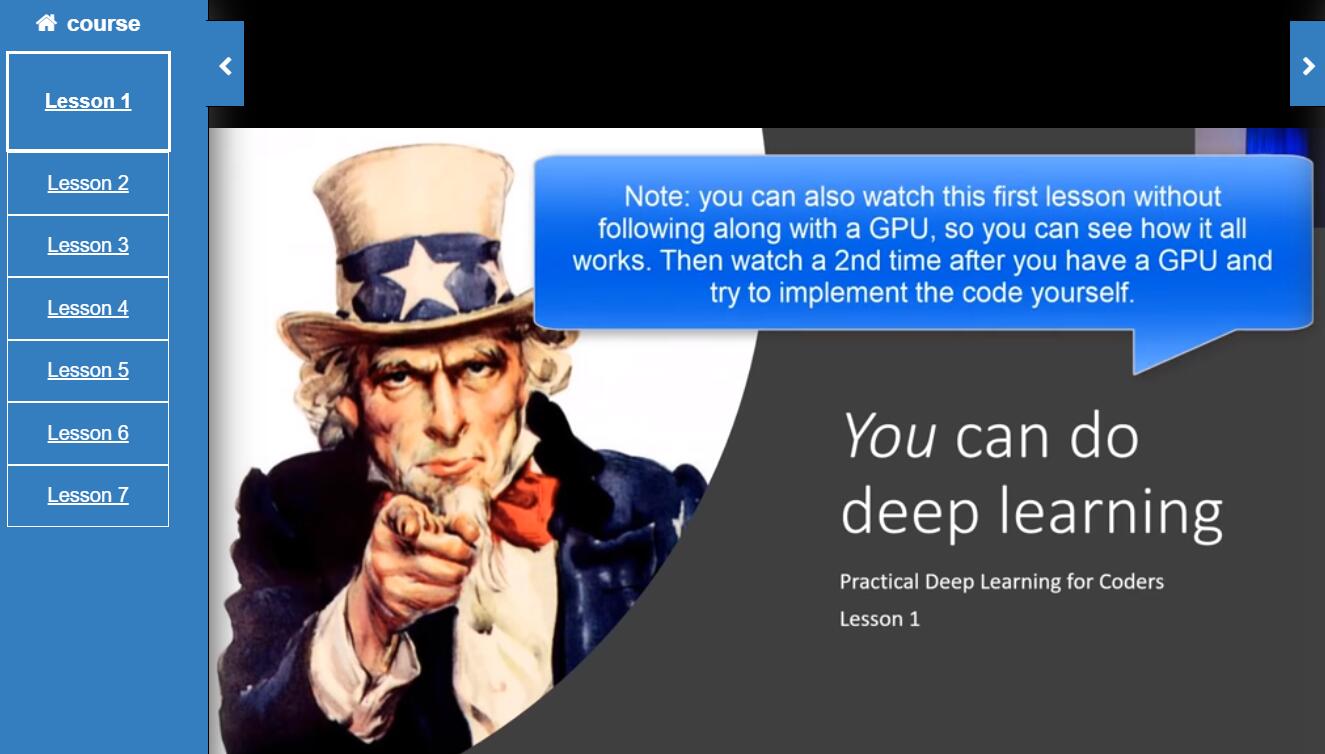 course
Lesson 1
Lesson 2
Lesson 3
Lesson 4
Lesson 5
Lesson 6
Lesson 7
Note: you can also watch this first lesson without
following along with a GPU, so you can see how it all
works. Then watch a 2nd time after you have a GPU and
try to implement the code yourself.
You can do
deep learning
Practical Deep Learning for Coders
Lesson 1